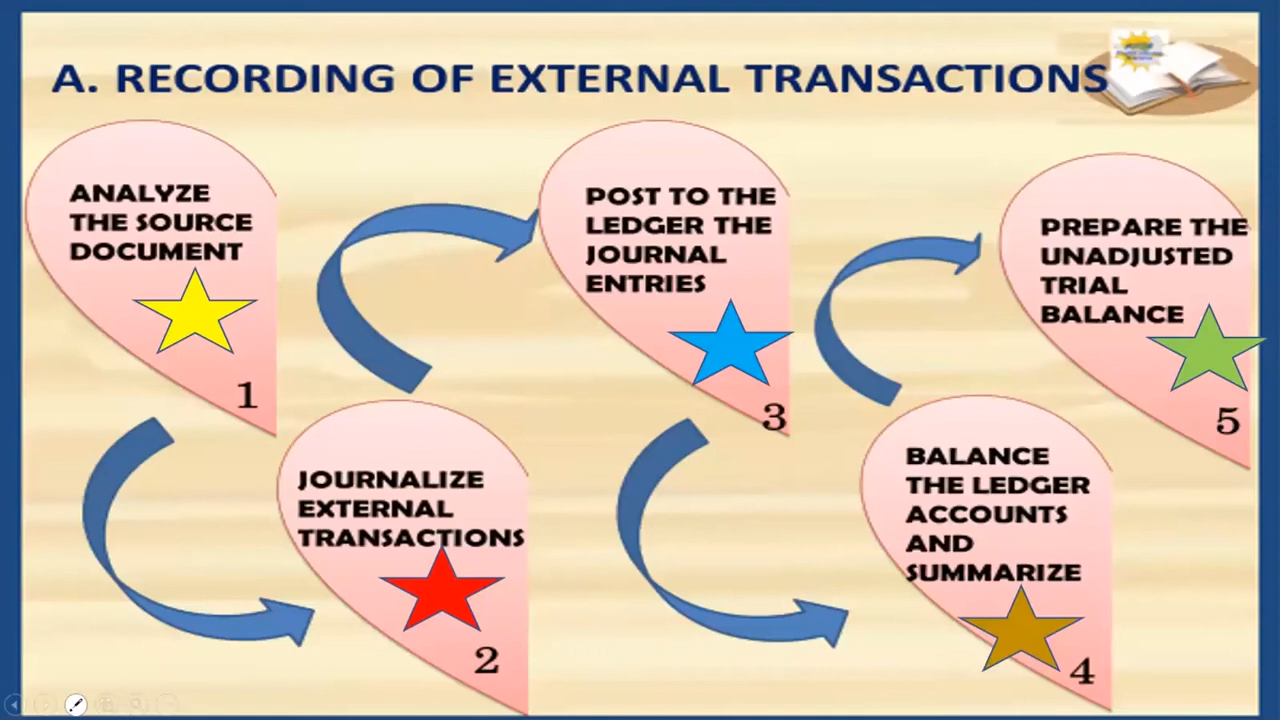 A. RECORDING OF EXTERNAL TRANSACTIONS
ANALYZE
THE SOURCE
DOCUMENT
1
JOURNALIZE
EXTERNAL
TRANSACTIONS
2
POST TO THE
LEDGER THE
JOURNAL
ENTRIES
3
BALANCE
THE LEDGER
ACCOUNTS
AND
SUMMARIZE
4
PREPARE THE
UNADJUSTED
TRIAL
BALANCE
5